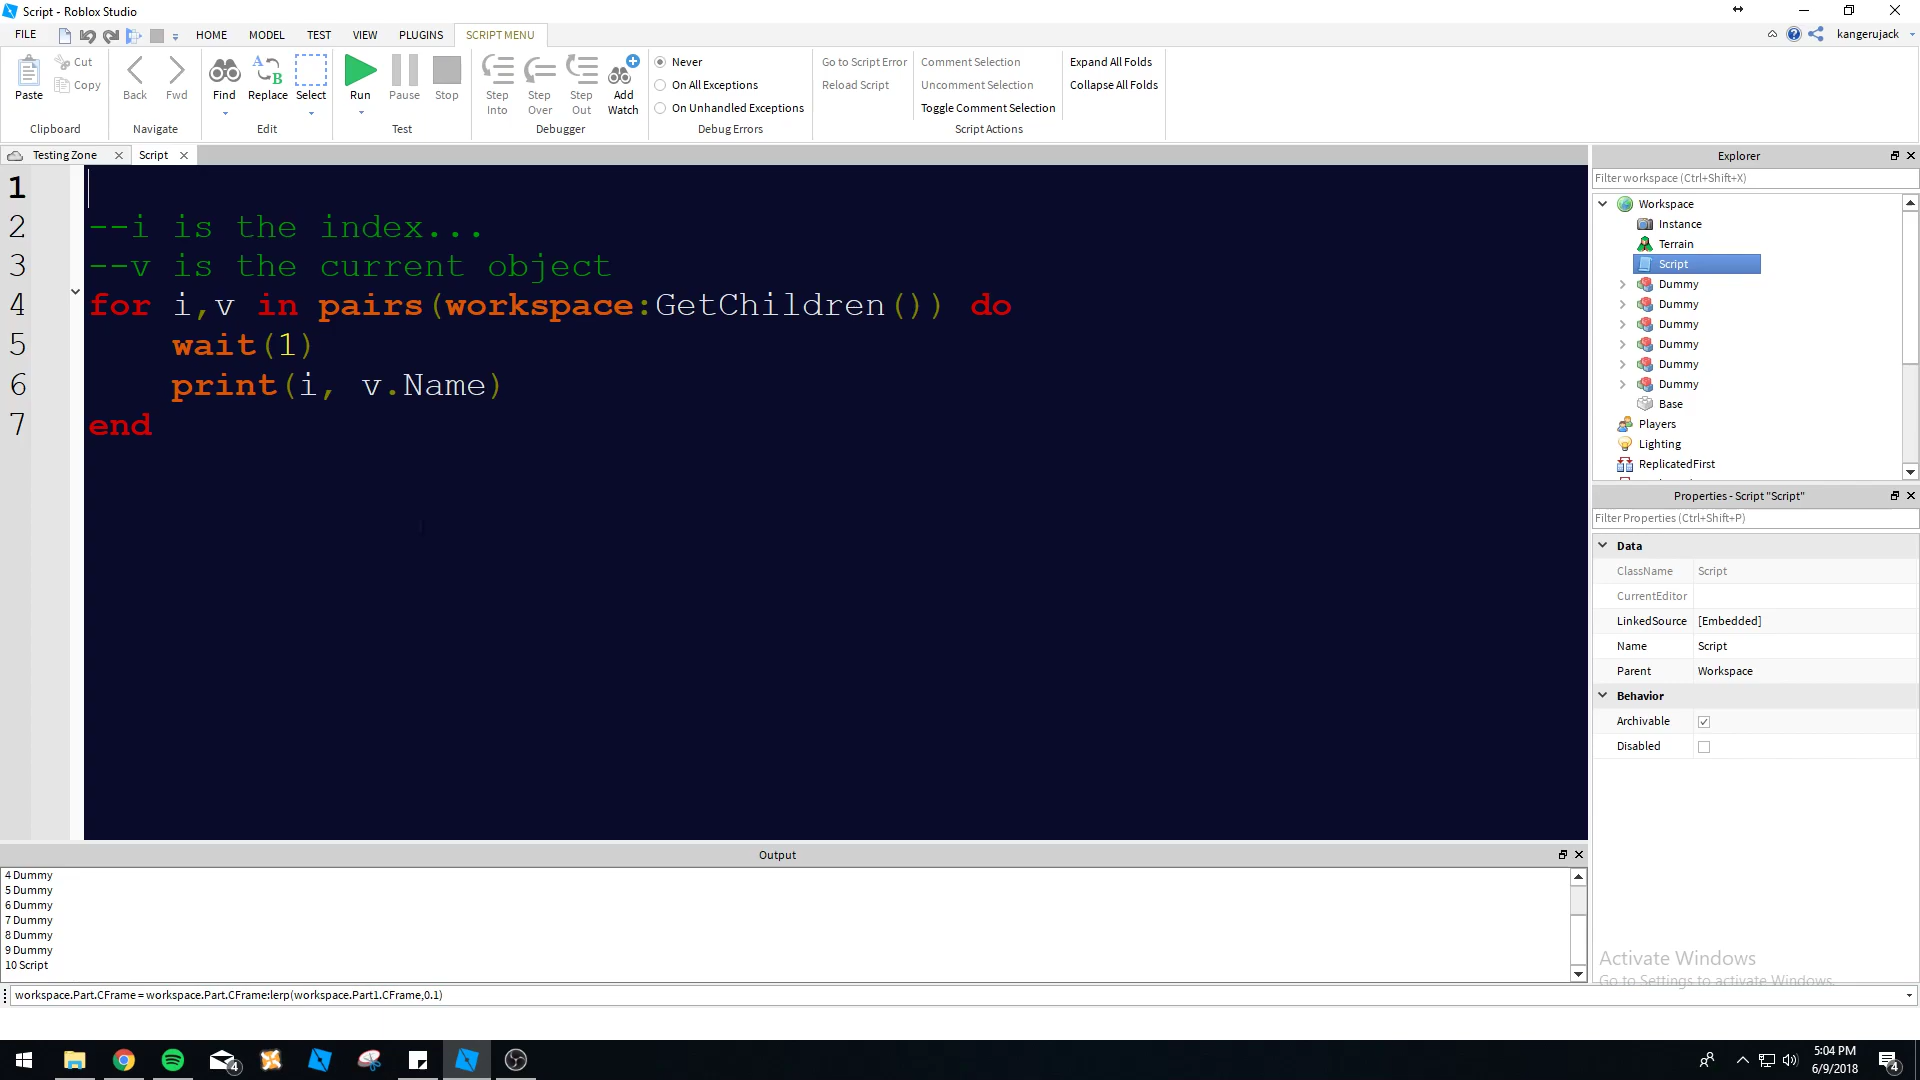 Script - Roblox Studio
FILE HOME MODEL TEST VIEW PLUGINS SCRIPT MENU kangerujack
Paste Cut Copy Clipboard
Back Fwd Navigate
Find A B Replace Select Edit
Run Pause Stop Test
Step Into Step Over Step Out Add Watch Debugger
Never
On All Exceptions
On Unhandled Exceptions
Debug Errors
Go to Script Error Comment Selection Expand All Folds
Reload Script Uncomment Selection Collapse All Folds
Toggle Comment Selection
Script Actions
Testing Zone Script
1
2 --i is the index...
3 --v is the current object
4 for i,v in pairs(workspace:GetChildren()) do
5 wait(1)
6 print(i, v.Name)
7 end
Explorer
Filter workspace (Ctrl+Shift+X)
Workspace
Instance
Terrain
Script
Dummy
Dummy
Dummy
Dummy
Dummy
Dummy
Base
Players
Lighting
ReplicatedFirst
Properties - Script "Script"
Filter Properties (Ctrl+Shift+P)
Data
ClassName Script
CurrentEditor
LinkedSource [Embedded]
Name Script
Parent Workspace
Behavior
Archivable
Disabled
Output
4 Dummy
5 Dummy
6 Dummy
7 Dummy
8 Dummy
9 Dummy
10 Script
Activate Windows
Go to Settings to activate Windows.
workspace.Part.CFrame = workspace.Part.CFrame:lerp(workspace.Part1.CFrame,0.1)
4
5:04 PM
6/9/2018
4